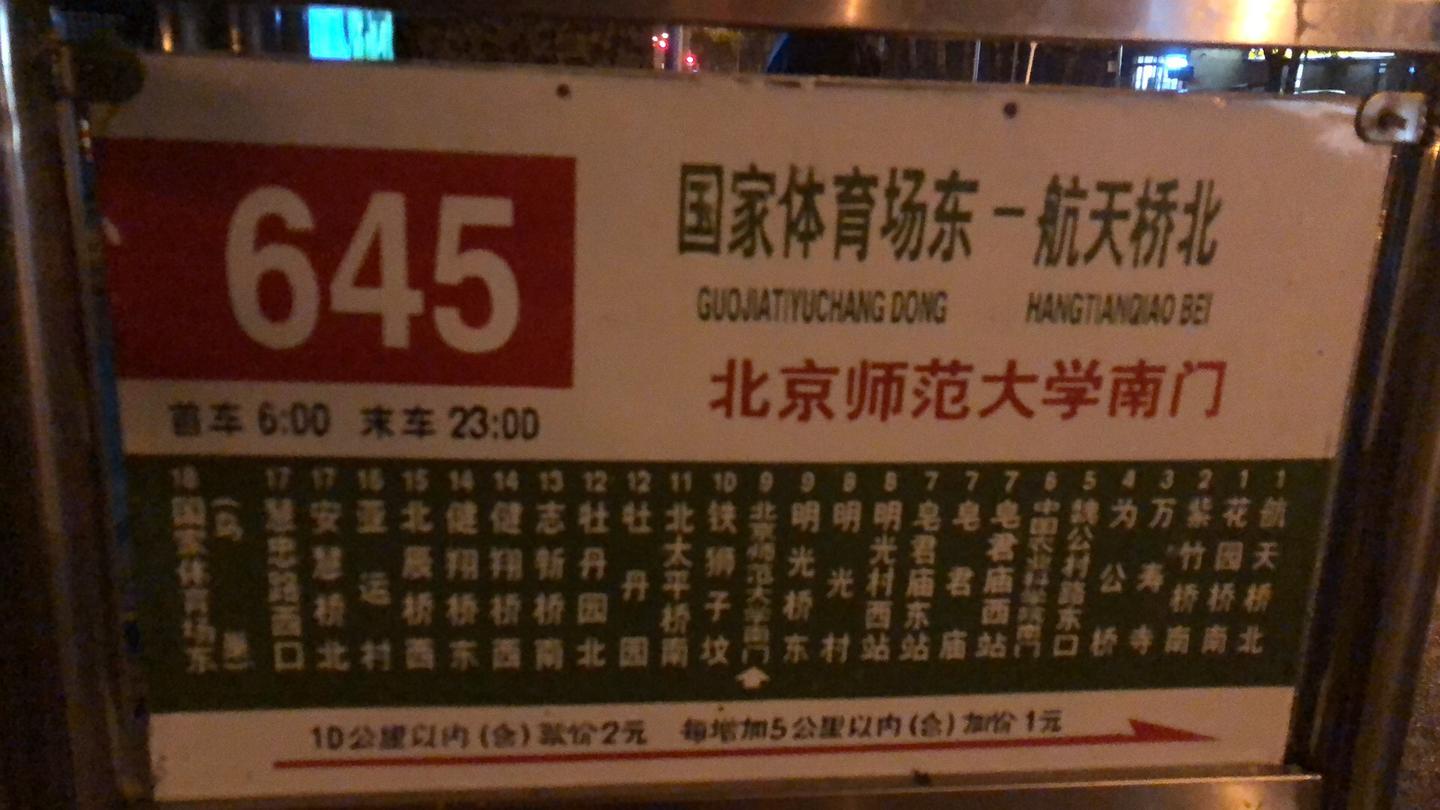 645
国家体育场东－航天桥北
GUOJIATIYUCHANG DONG HANGTIANQIAO BEI
北京师范大学南门
首车 6:00 末车 23:00
18 国家体育场东
(鸟巢)
17 慧忠路西口
17 安慧桥北
16 亚运村
15 北辰桥西
14 健翔桥东
14 健翔桥西
13 志新桥南
12 牡丹园北
12 牡丹园
11 北太平桥南
10 铁狮子坟
9 北京师范大学南门
9 明光桥东
8 明光村
8 明光村西站
7 皂君庙东站
7 皂君庙
7 皂君庙西站
6 中国农业科学院南门
5 魏公村路东口
4 为公桥
3 万寿寺
2 紫竹桥南
1 花园桥南
1 航天桥北
10公里以内(含)票价2元 每增加5公里以内(含)加价1元